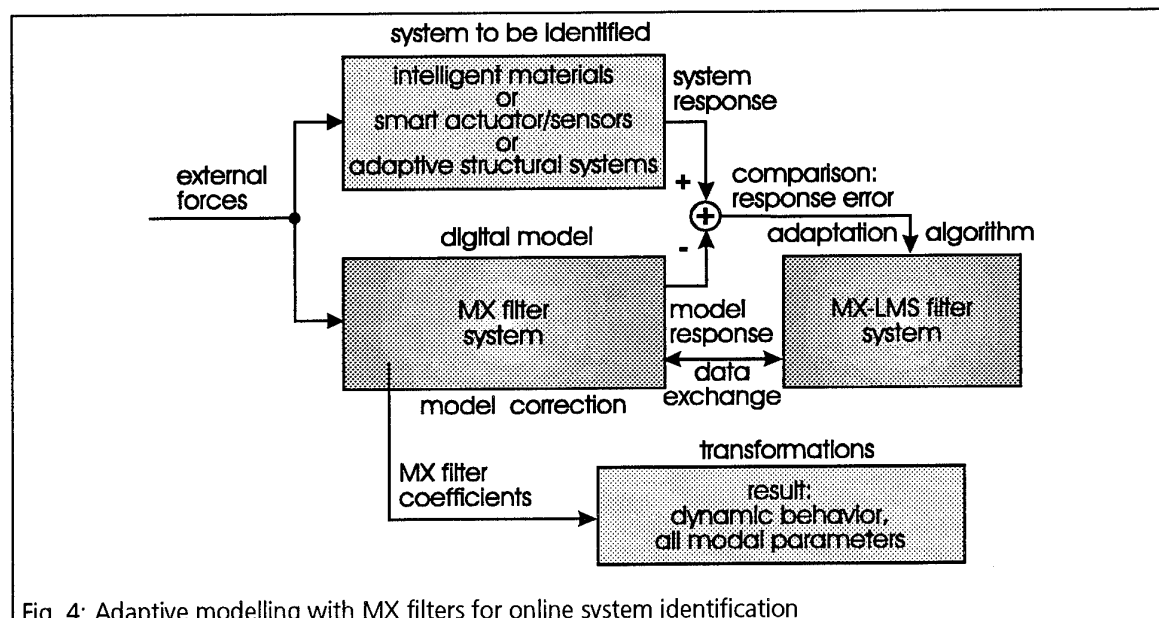 system to be identified
intelligent materials
or
smart actuator/sensors
or
adaptive structural systems
system
response
external
forces
+
+
-
comparison:
response error
adaptation algorithm
digital model
MX filter
system
model
response
data
exchange
MX-LMS filter
system
model correction
MX filter
coefficients
transformations
result:
dynamic behavior,
all modal parameters
Fig. 4: Adaptive modelling with MX filters for online system identification